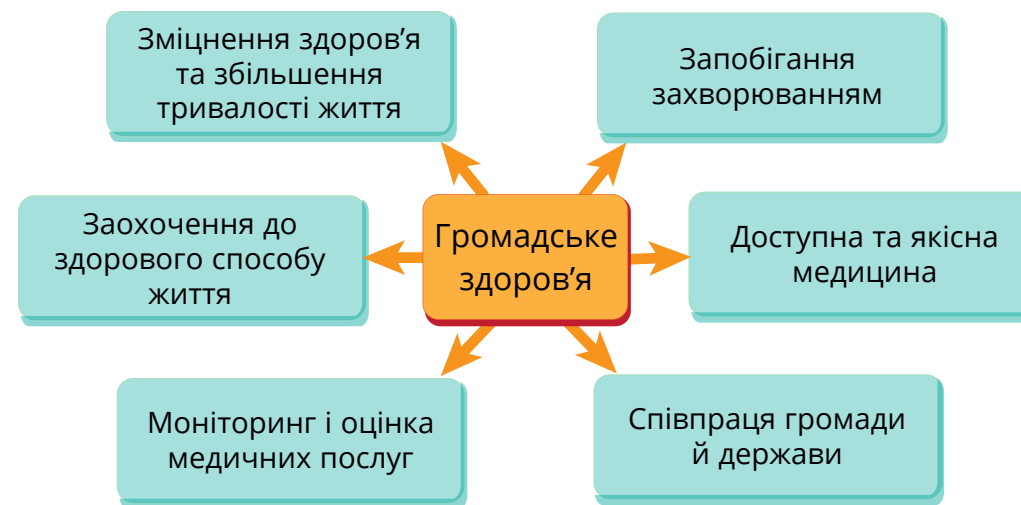 Зміцнення здоров’я
та збільшення
тривалості життя
Запобігання
захворюванням
Заохочення до
здорового способу
життя
Громадське
здоров’я
Доступна та якісна
медицина
Моніторинг і оцінка
медичних послуг
Співпраця громади
й держави